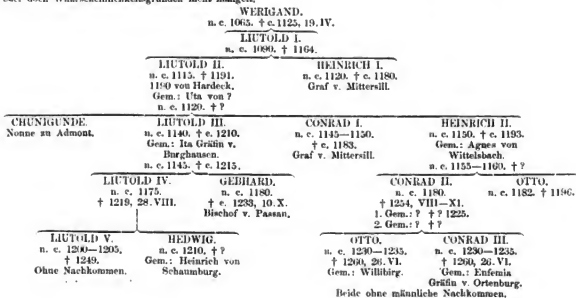 oder doch Wahrscheinlichkeitsgründen mehr hangen,
WERIGAND.
n. c. 1065. † c. 1125, 19. IV.
LIUTOLD I.
n. c. 1090. † 1164.
LIUTOLD II. HEINRICH I.
n. c. 1115. † 1191. n. c. 1120. † c. 1180.
1190 von Hardeck. Graf v. Mittersill.
Gem.: Uta von ?
n. c. 1120. † ?
CHUNIGUNDE. LIUTOLD III. CONRAD I. HEINRICH II.
Nonne zu Admont. n. c. 1140. † c. 1210. n. c. 1145—1150. n. c. 1150. † c. 1193.
Gem.: Ita Gräfin v. † c. 1183. Gem.: Agnes von
Burghausen. Graf v. Mittersill. Wittelsbach.
n. c. 1145. † c. 1215. n. c. 1155—1160. † ?
LIUTOLD IV. GEBHARD. CONRAD II. OTTO.
n. c. 1175. n. c. 1180. n. c. 1180. n. c. 1182. † 1196.
† 1219, 28. VIII. † c. 1233, 10. X. † 1254, VIII—XI.
Bischof v. Passau. 1. Gem.: ? † ? 1225.
2. Gem.: ? † ?
LIUTOLD V. HEDWIG. OTTO. CONRAD III.
n. c. 1200—1205. n. c. 1210, † ? n. c. 1230—1235. n. c. 1230—1235.
† 1249. Gem.: Heinrich von † 1260, 26. VI. † 1260, 26. VI.
Ohne Nachkommen. Schaumburg. Gem.: Willibirg. Gem.: Eufemia
Gräfin v. Ortenburg.
Beide ohne männliche Nachkommen.